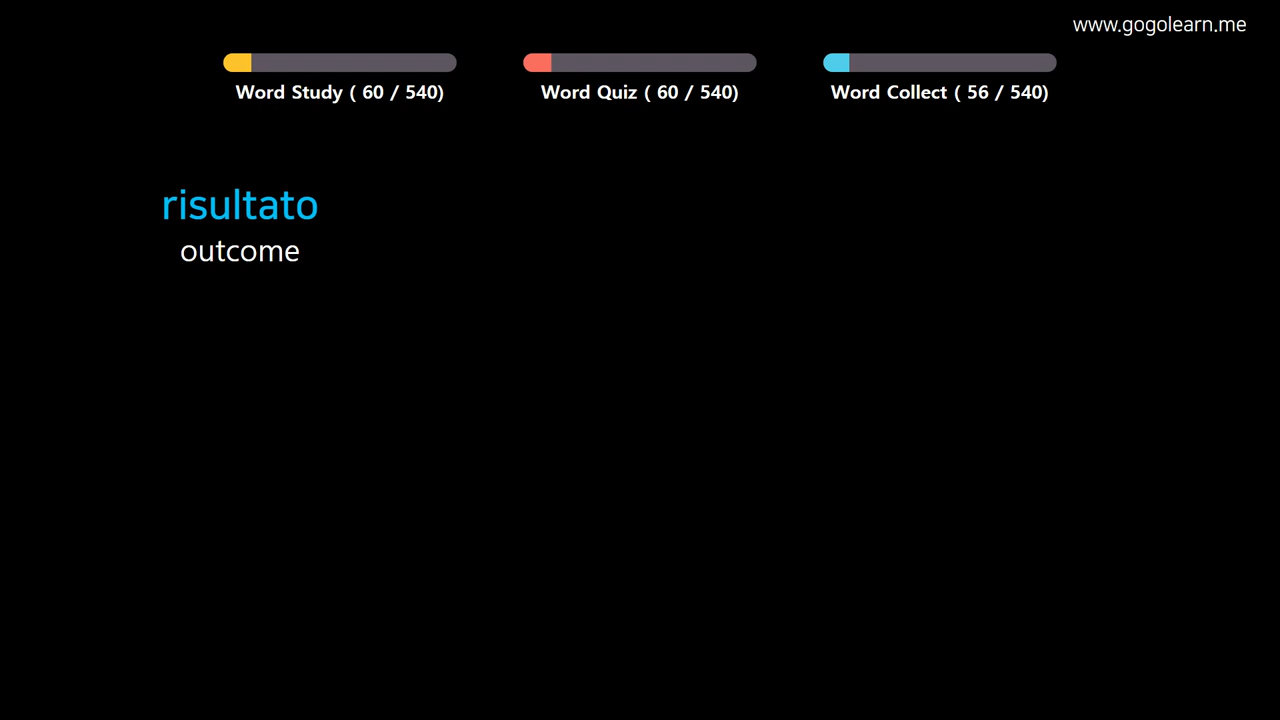 www.gogolearn.me
Word Study ( 60 / 540)
Word Quiz ( 60 / 540)
Word Collect ( 56 / 540)
risultato
outcome